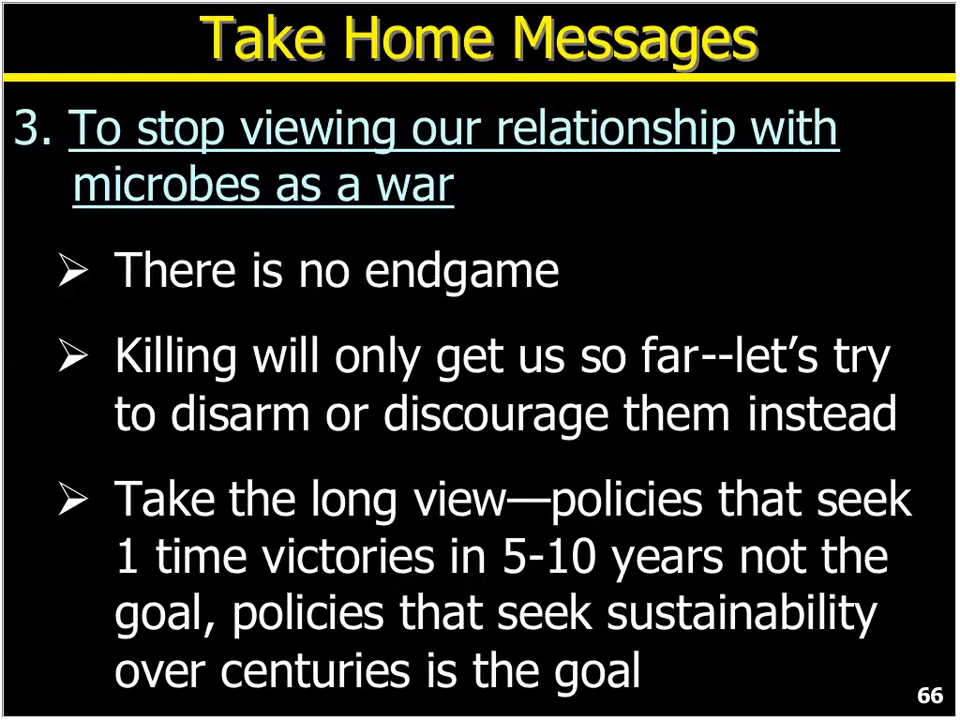 Take Home Messages
3. To stop viewing our relationship with
microbes as a war
➢ There is no endgame
➢ Killing will only get us so far--let’s try
to disarm or discourage them instead
➢ Take the long view—policies that seek
1 time victories in 5-10 years not the
goal, policies that seek sustainability
over centuries is the goal
66